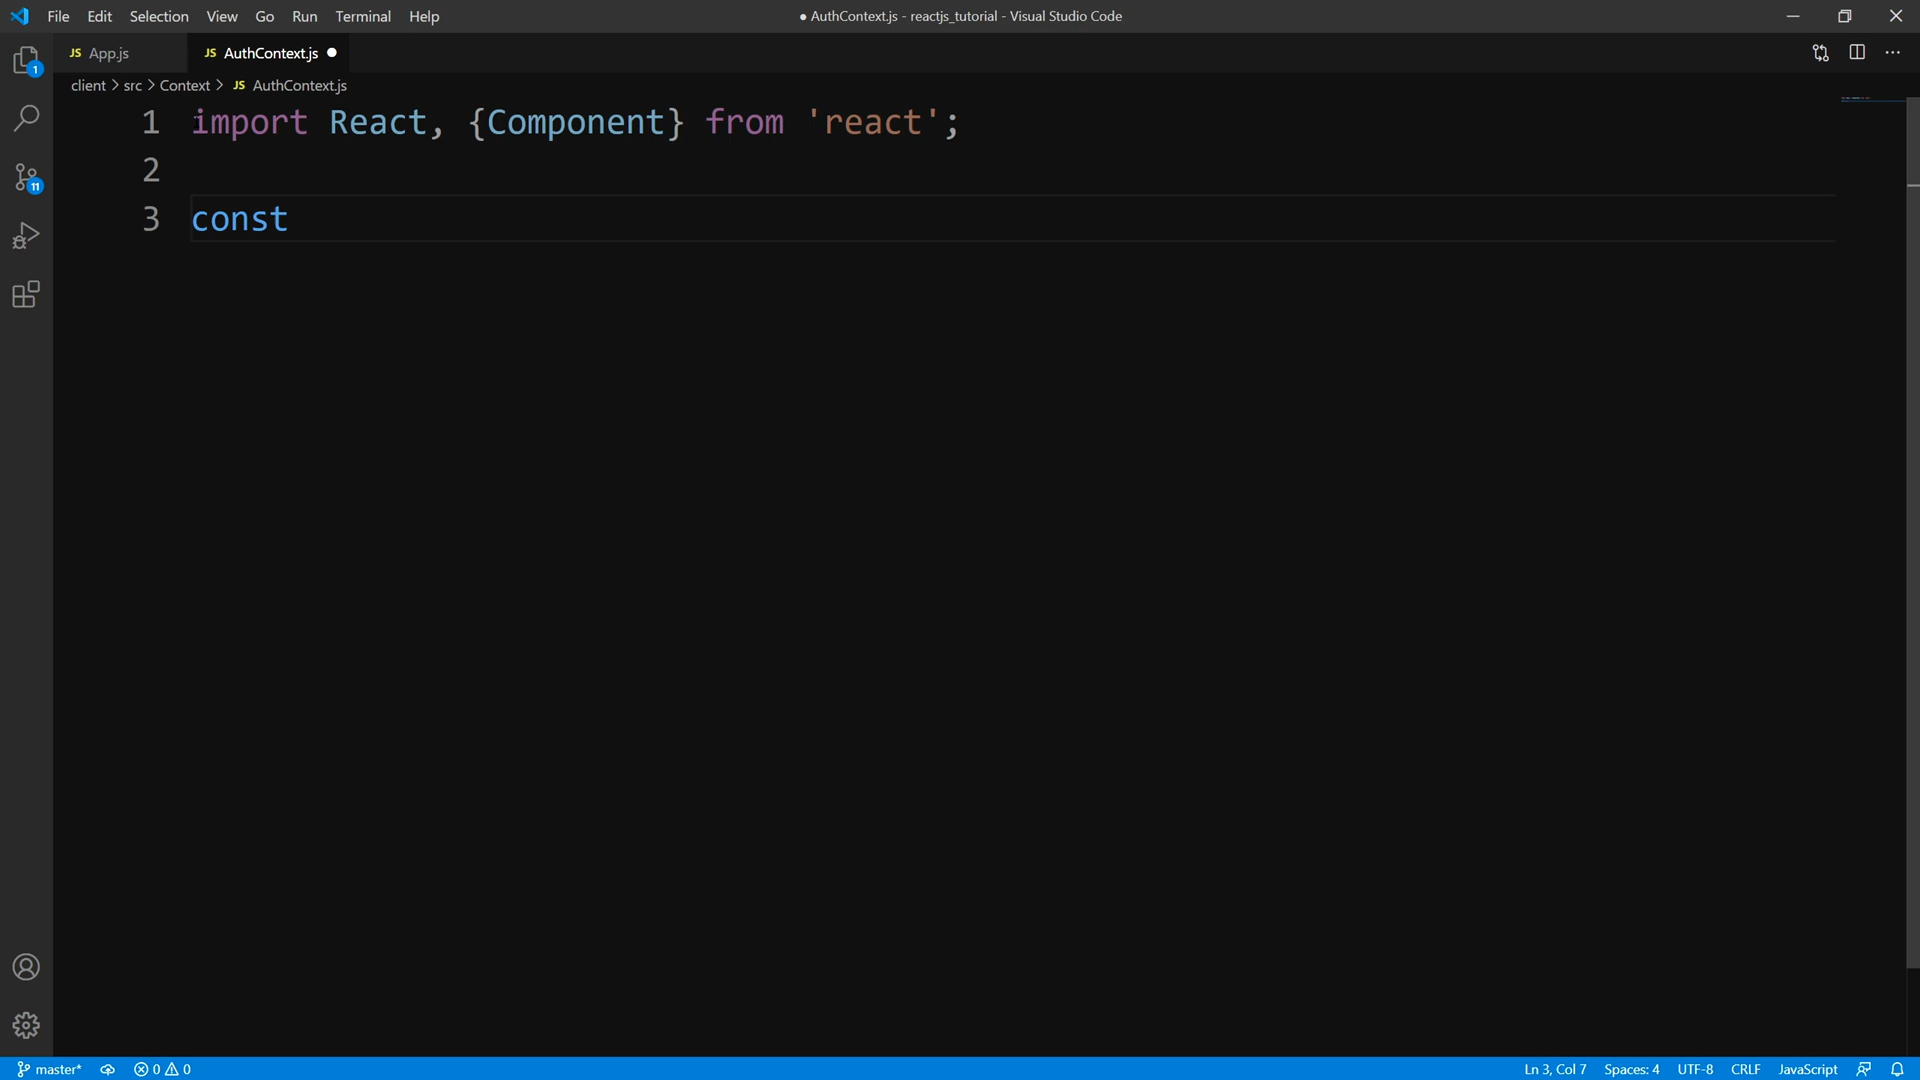 File Edit Selection View Go Run Terminal Help
● AuthContext.js - reactjs_tutorial - Visual Studio Code
JS App.js
JS AuthContext.js ●
client > src > Context > JS AuthContext.js
1 import React, {Component} from 'react';
2
3 const
1
11
master*
0 0
Ln 3, Col 7
Spaces: 4
UTF-8
CRLF
JavaScript